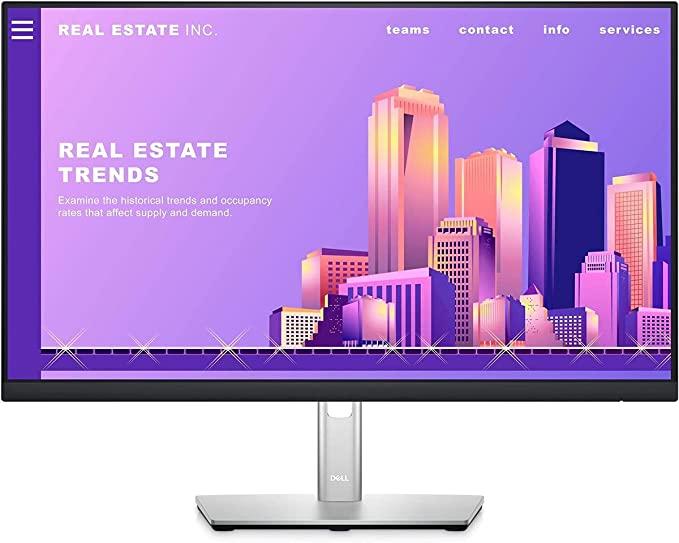 REAL ESTATE INC.
teams contact info services
REAL ESTATE
TRENDS
Examine the historical trends and occupancy
rates that affect supply and demand.
DELL